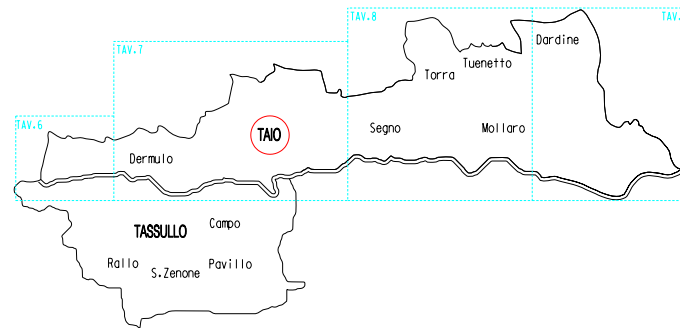 TAV.8
TAV.
TAV.7
TAV.6
Dardine
Tuenetto
Torra
Segno
Mollaro
TAIO
Dermulo
TASSULLO
Campo
Rallo
S.Zenone
Pavillo